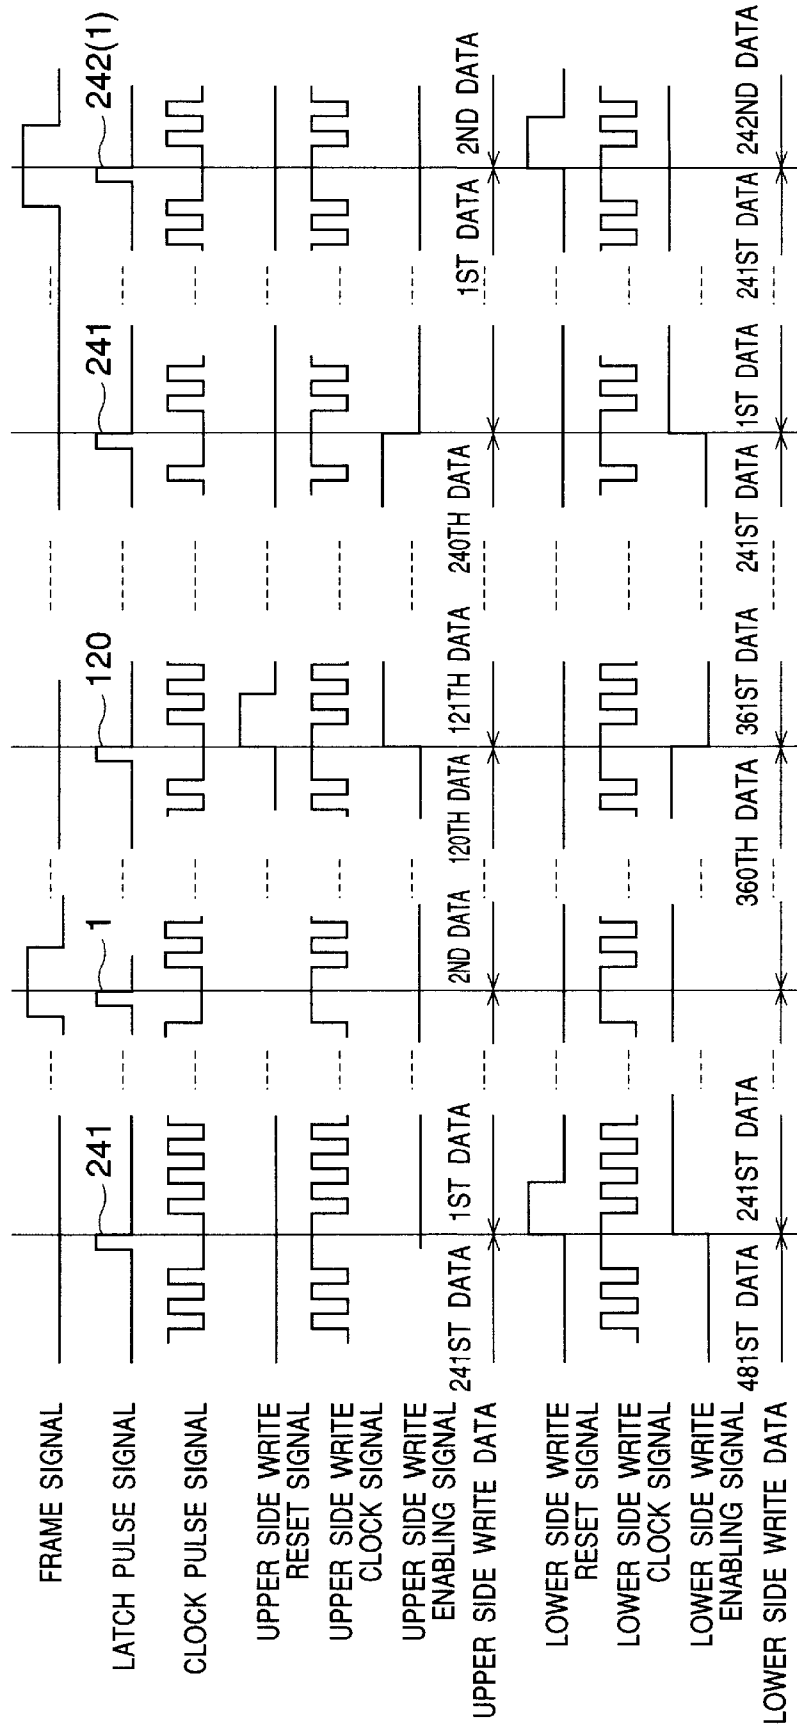 FRAME SIGNAL
LATCH PULSE SIGNAL
241
1
120
241
242(1)
CLOCK PULSE SIGNAL
UPPER SIDE WRITE
RESET SIGNAL
UPPER SIDE WRITE
CLOCK SIGNAL
UPPER SIDE WRITE
ENABLING SIGNAL
UPPER SIDE WRITE DATA
241ST DATA
1ST DATA
2ND DATA
120TH DATA
121TH DATA
240TH DATA
1ST DATA
2ND DATA
LOWER SIDE WRITE
RESET SIGNAL
LOWER SIDE WRITE
CLOCK SIGNAL
LOWER SIDE WRITE
ENABLING SIGNAL
LOWER SIDE WRITE DATA
481ST DATA
241ST DATA
360TH DATA
361ST DATA
241ST DATA
1ST DATA
241ST DATA
242ND DATA